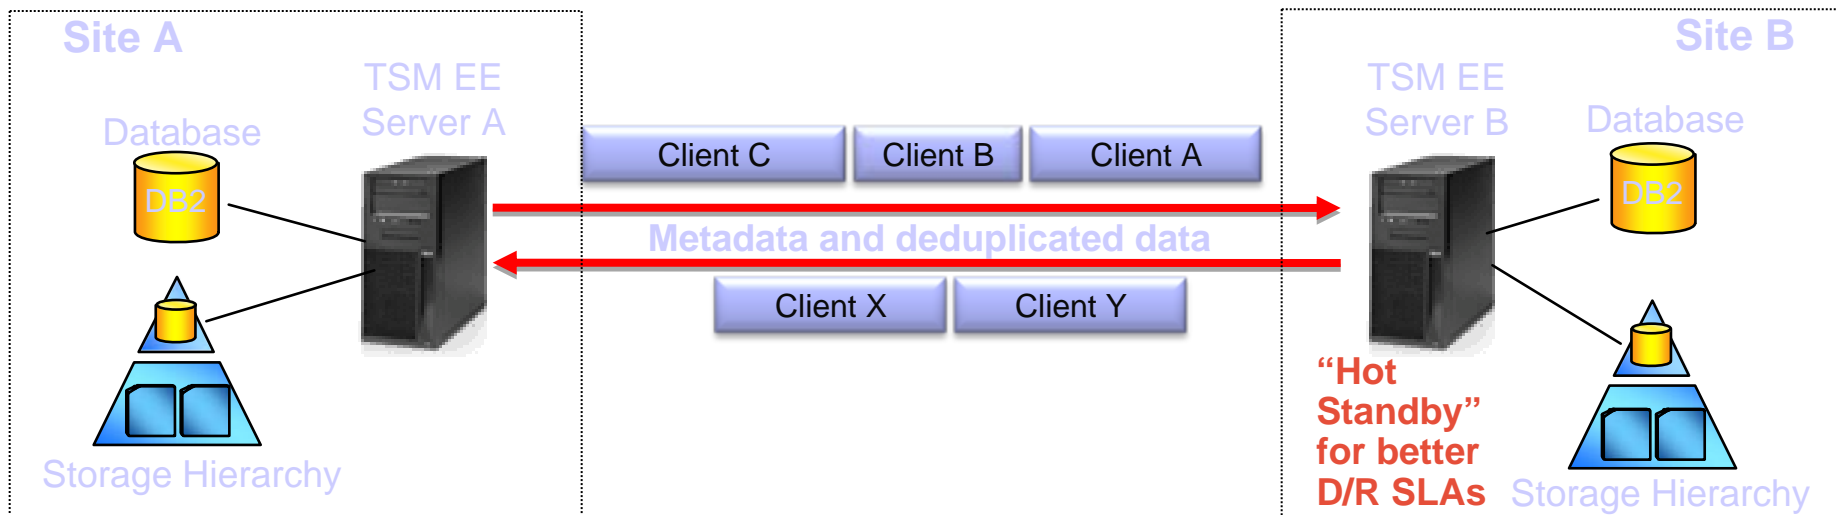 Site A
TSM EE
Server A
Database
DB2
Storage Hierarchy
Client C
Client B
Client A
Metadata and deduplicated data
Client X
Client Y
Site B
TSM EE
Server B
Database
DB2
“Hot
Standby”
for better
D/R SLAs
Storage Hierarchy